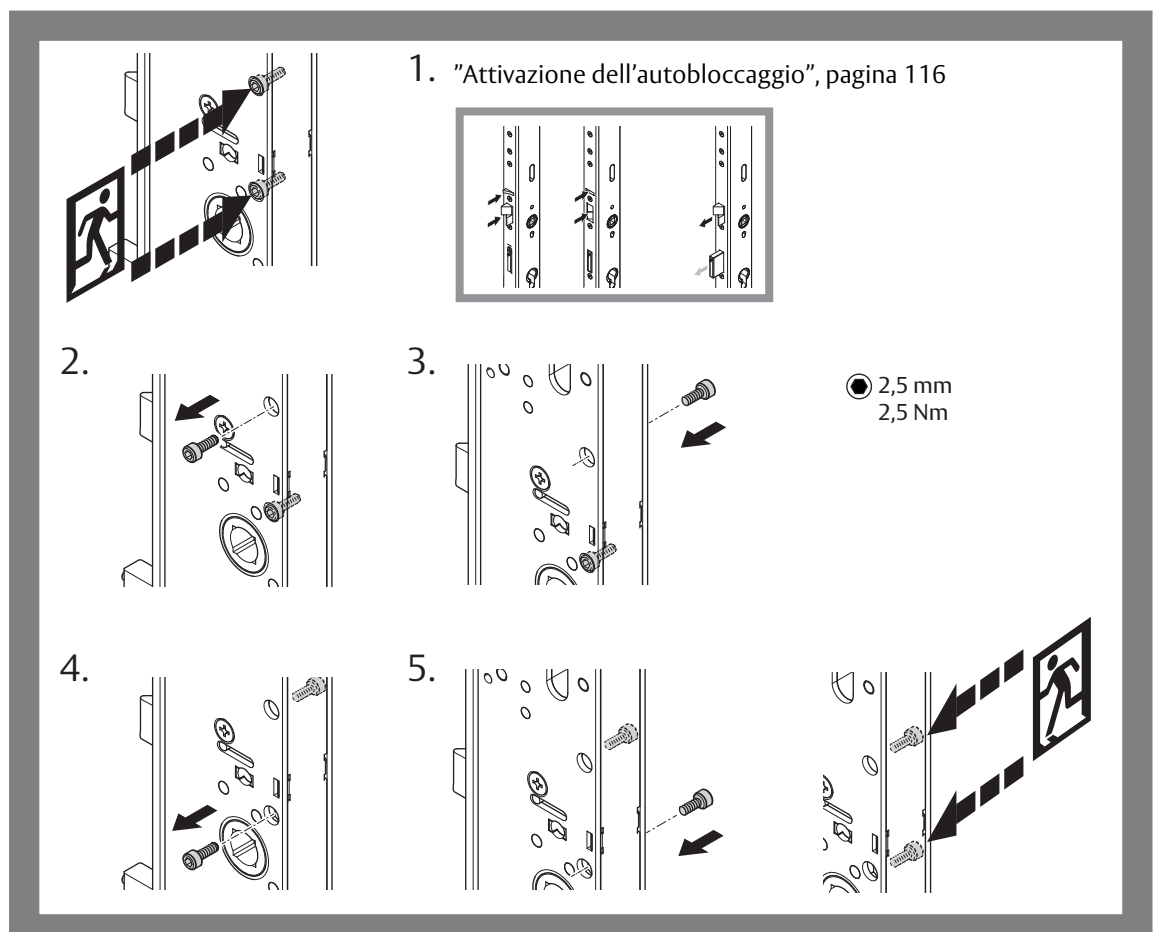 1. ”Attivazione dell’autobloccaggio”, pagina 116
2.
3.
2,5 mm
2,5 Nm
4.
5.